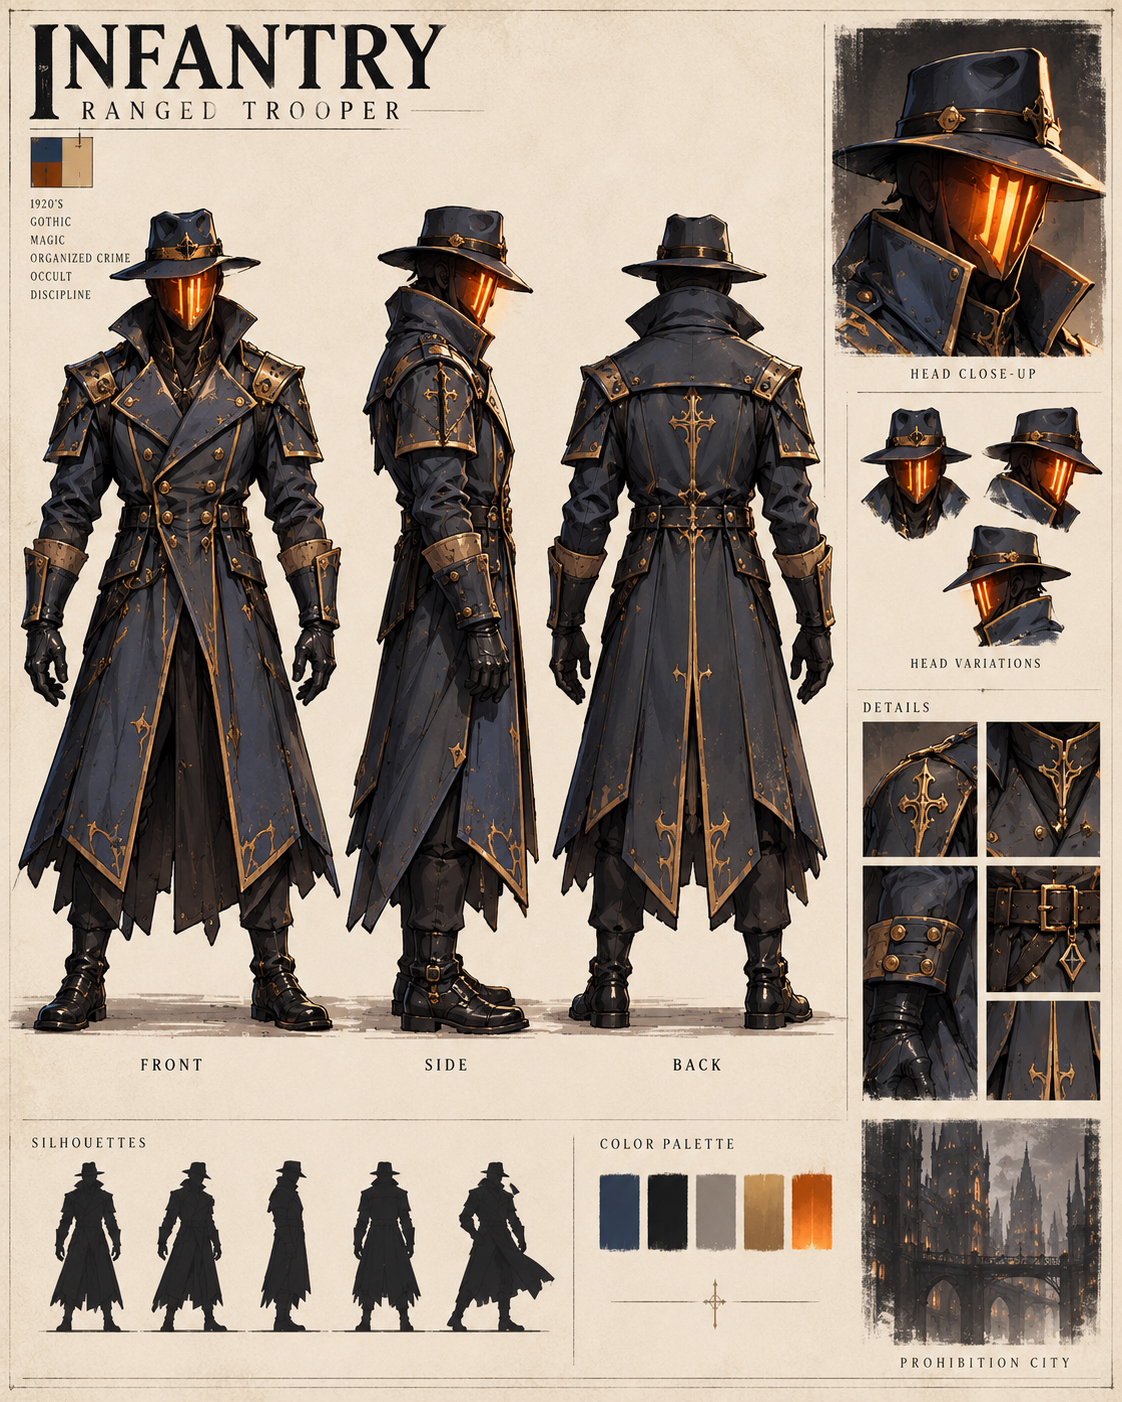 INFANTRY
RANGED TROOPER
1920'S
GOTHIC
MAGIC
ORGANIZED CRIME
OCCULT
DISCIPLINE
HEAD CLOSE-UP
HEAD VARIATIONS
DETAILS
FRONT
SIDE
BACK
SILHOUETTES
COLOR PALETTE
PROHIBITION CITY